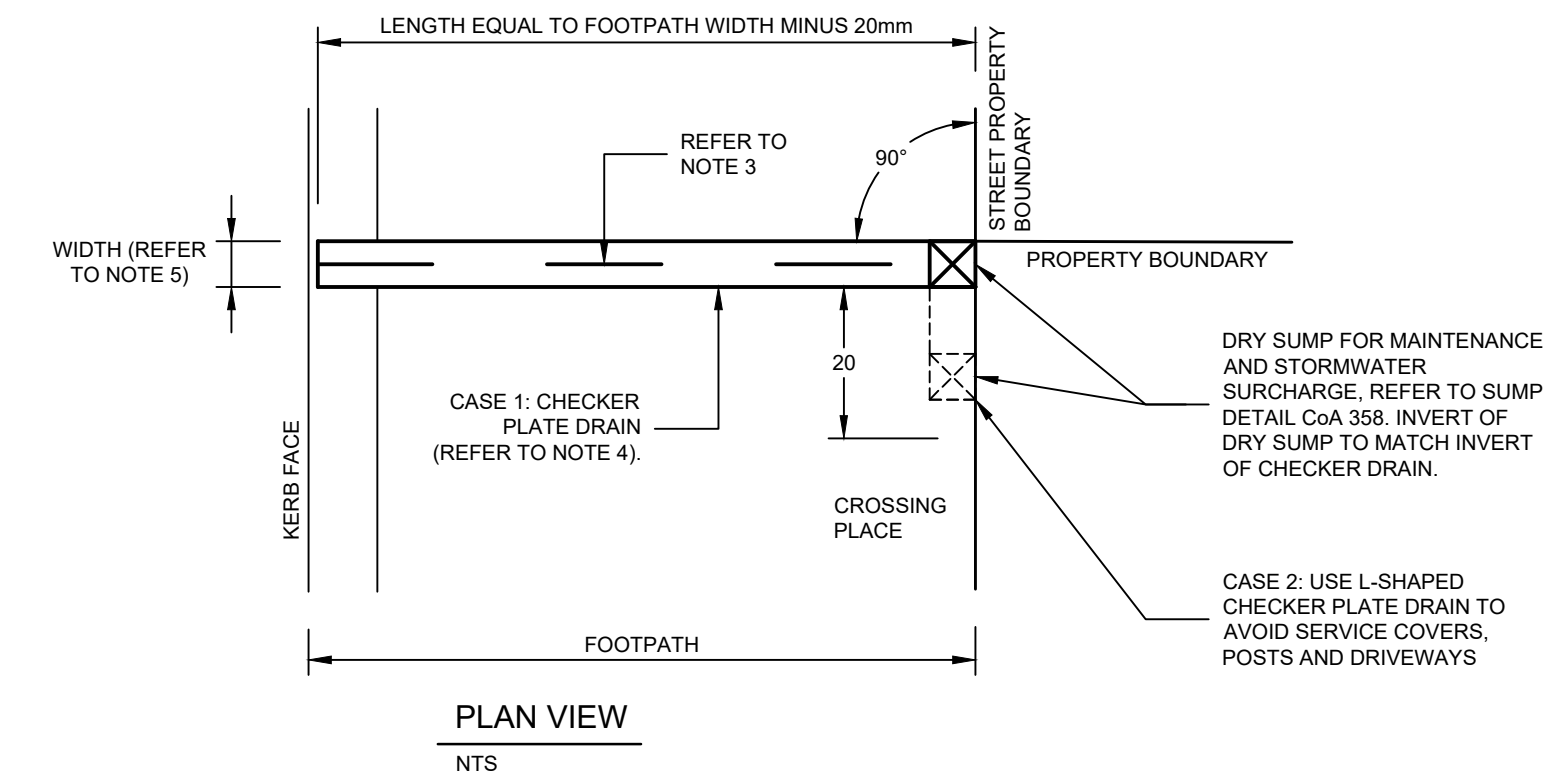 LENGTH EQUAL TO FOOTPATH WIDTH MINUS 20mm
STREET PROPERTY
BOUNDARY
REFER TO
NOTE 3
90°
WIDTH (REFER
TO NOTE 5)
PROPERTY BOUNDARY
20
DRY SUMP FOR MAINTENANCE
AND STORMWATER
SURCHARGE, REFER TO SUMP
DETAIL CoA 358. INVERT OF
DRY SUMP TO MATCH INVERT
OF CHECKER DRAIN.
CASE 1: CHECKER
PLATE DRAIN
(REFER TO NOTE 4).
KERB FACE
CROSSING
PLACE
CASE 2: USE L-SHAPED
CHECKER PLATE DRAIN TO
AVOID SERVICE COVERS,
POSTS AND DRIVEWAYS
FOOTPATH
PLAN VIEW
NTS